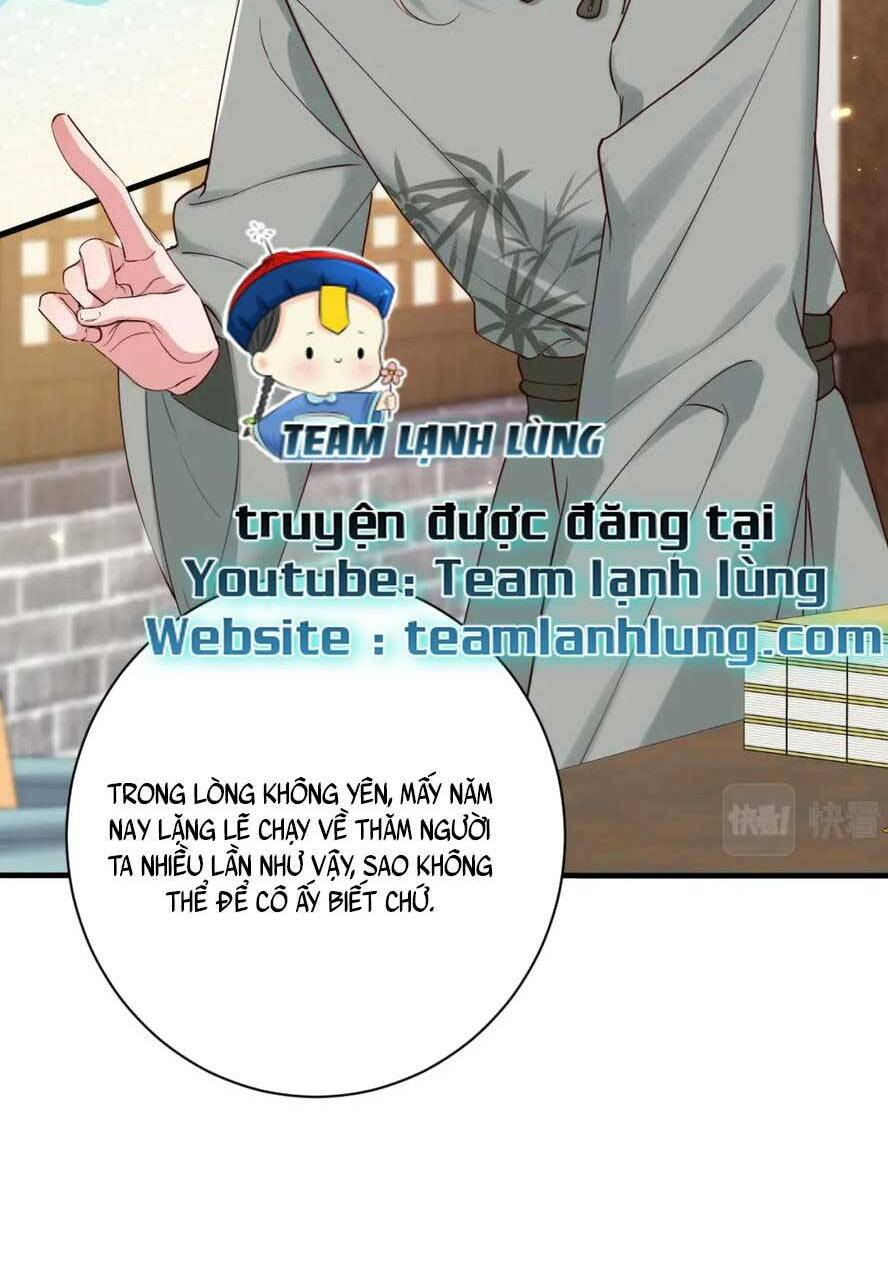 TEAM LẠNH LÙNG
truyện được đăng tại
Youtube: Team lạnh lùng
Website : teamlanhlung.com
快看!
快看
TRONG LÒNG KHÔNG YÊN, MẤY NĂM
NAY LẶNG LẼ CHẠY VỀ THĂM NGƯỜI
TA NHIỀU LẦN NHƯ VẬY, SAO KHÔNG
THỂ ĐỂ CÔ ẤY BIẾT CHỨ.